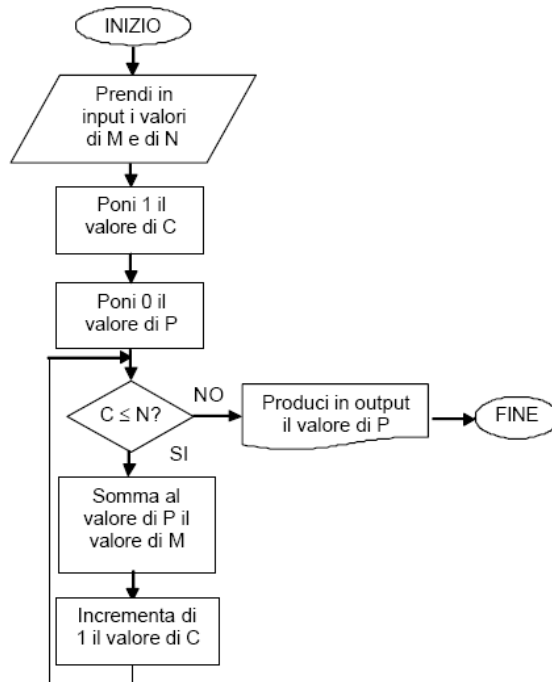 INIZIO
Prendi in
input i valori
di M e di N
Poni 1 il
valore di C
Poni 0 il
valore di P
C ≤ N?
NO
Produci in output
il valore di P
FINE
SI
Somma al
valore di P il
valore di M
Incrementa di
1 il valore di C